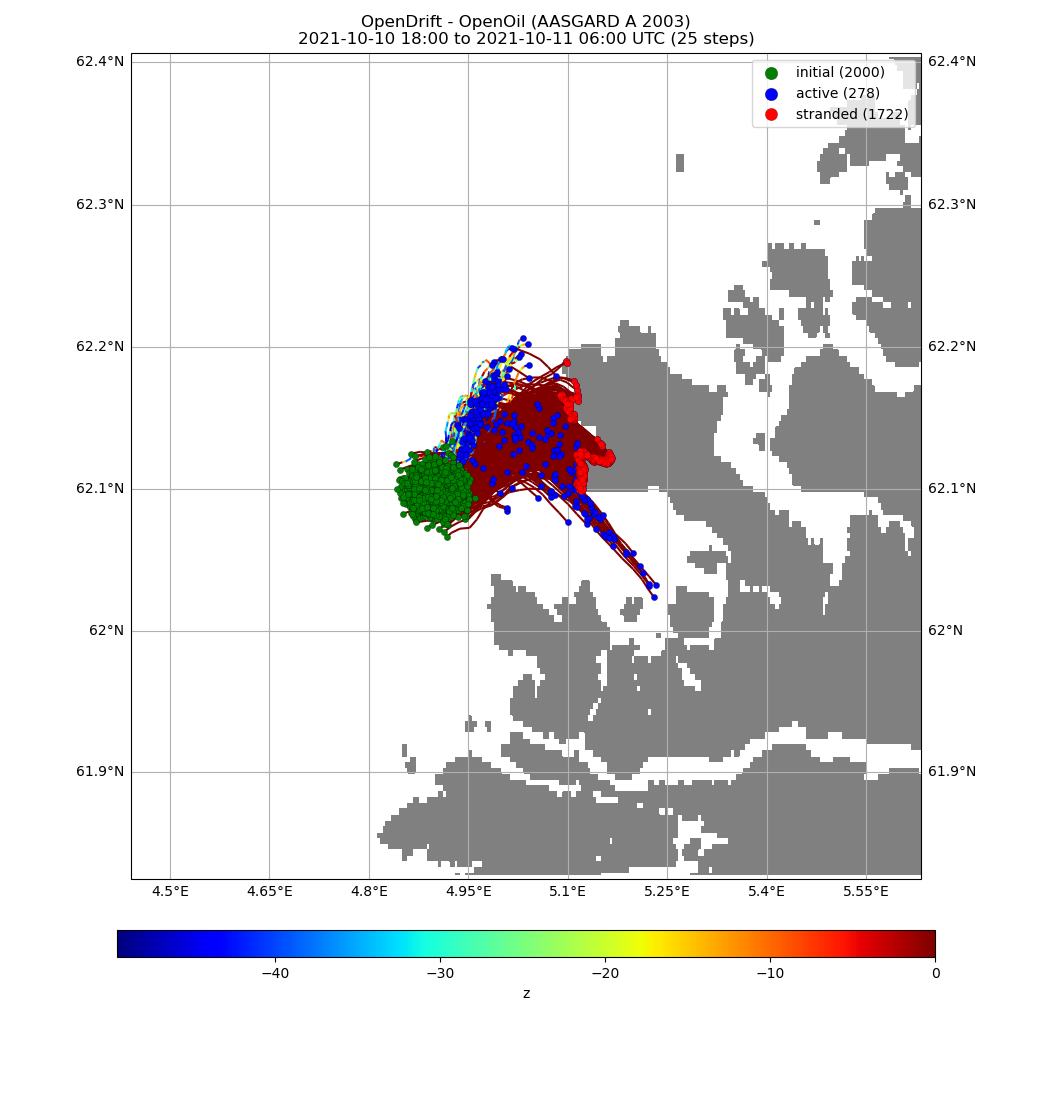 OpenDrift - OpenOil (AASGARD A 2003)
2021-10-10 18:00 to 2021-10-11 06:00 UTC (25 steps)
62.4°N 62.4°N
initial (2000)
active (278)
stranded (1722)
62.3°N 62.3°N
62.2°N 62.2°N
62.1°N 62.1°N
62°N 62°N
61.9°N 61.9°N
4.5°E 4.65°E 4.8°E 4.95°E 5.1°E 5.25°E 5.4°E 5.55°E
−40 −30 −20 −10 0
z